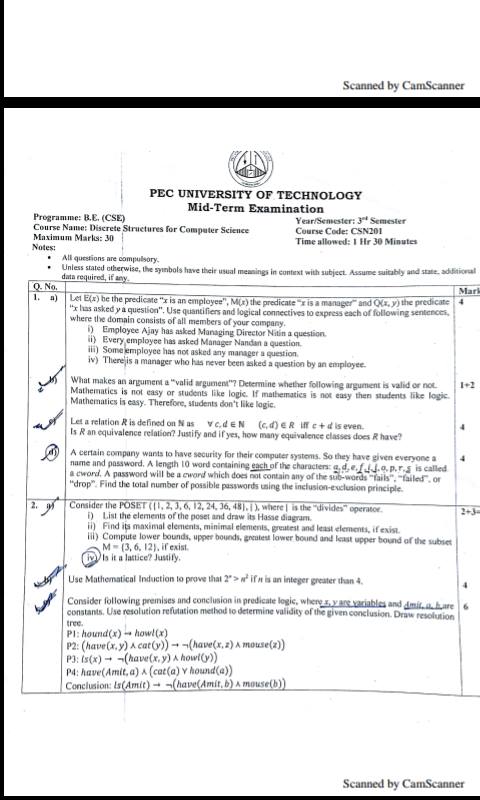 Scanned by CamScanner
PEC UNIVERSITY OF TECHNOLOGY
Mid-Term Examination
Programme: B.E. (CSE)
Year/Semester: 3rd Semester
Course Name: Discrete Structures for Computer Science
Course Code: CSN201
Maximum Marks: 30
Time allowed: 1 Hr 30 Minutes
Notes:
• All questions are compulsory.
• Unless stated otherwise, the symbols have their usual meanings in context with subject. Assume suitably and state, additional
data required, if any.
Q. No. Mark
1. a) Let E(x) be the predicate "x is an employee", M(x) the predicate "x is a manager" and Q(x, y) the predicate 4
"x has asked y a question". Use quantifiers and logical connectives to express each of following sentences,
where the domain consists of all members of your company.
i) Employee Ajay has asked Managing Director Nitin a question.
ii) Every employee has asked Manager Nandan a question.
iii) Some employee has not asked any manager a question.
iv) There is a manager who has never been asked a question by an employee.
b) What makes an argument a "valid argument"? Determine whether following argument is valid or not. 1+2
Mathematics is not easy or students like logic. If mathematics is not easy then students like logic.
Mathematics is easy. Therefore, students don't like logic.
Let a relation R is defined on N as ∀ c, d ∈ N (c, d) ∈ R iff c + d is even. 4
Is R an equivalence relation? Justify and if yes, how many equivalence classes does R have?
d) A certain company wants to have security for their computer systems. So they have given everyone a 4
name and password. A length 10 word containing each of the characters: a, d, e, f, i, l, o, p, r, s is called
a cword. A password will be a cword which does not contain any of the sub-words "fails", "failed", or
"drop". Find the total number of possible passwords using the inclusion-exclusion principle.
2. a) Consider the POSET ({1, 2, 3, 6, 12, 24, 36, 48}, |), where | is the "divides" operator. 2+3=
i) List the elements of the poset and draw its Hasse diagram.
ii) Find its maximal elements, minimal elements, greatest and least elements, if exist.
iii) Compute lower bounds, upper bounds, greatest lower bound and least upper bound of the subset
M = {3, 6, 12}, if exist.
iv) Is it a lattice? Justify.
Use Mathematical Induction to prove that 2ⁿ > n² if n is an integer greater than 4. 4
Consider following premises and conclusion in predicate logic, where x, y are variables and Amit, a, b are 6
constants. Use resolution refutation method to determine validity of the given conclusion. Draw resolution
tree.
P1: hound(x) → howl(x)
P2: (have(x, y) ∧ cat(y)) → ¬(have(x, z) ∧ mouse(z))
P3: ls(x) → ¬(have(x, y) ∧ howl(y))
P4: have(Amit, a) ∧ (cat(a) ∨ hound(a))
Conclusion: ls(Amit) → ¬(have(Amit, b) ∧ mouse(b))
Scanned by CamScanner